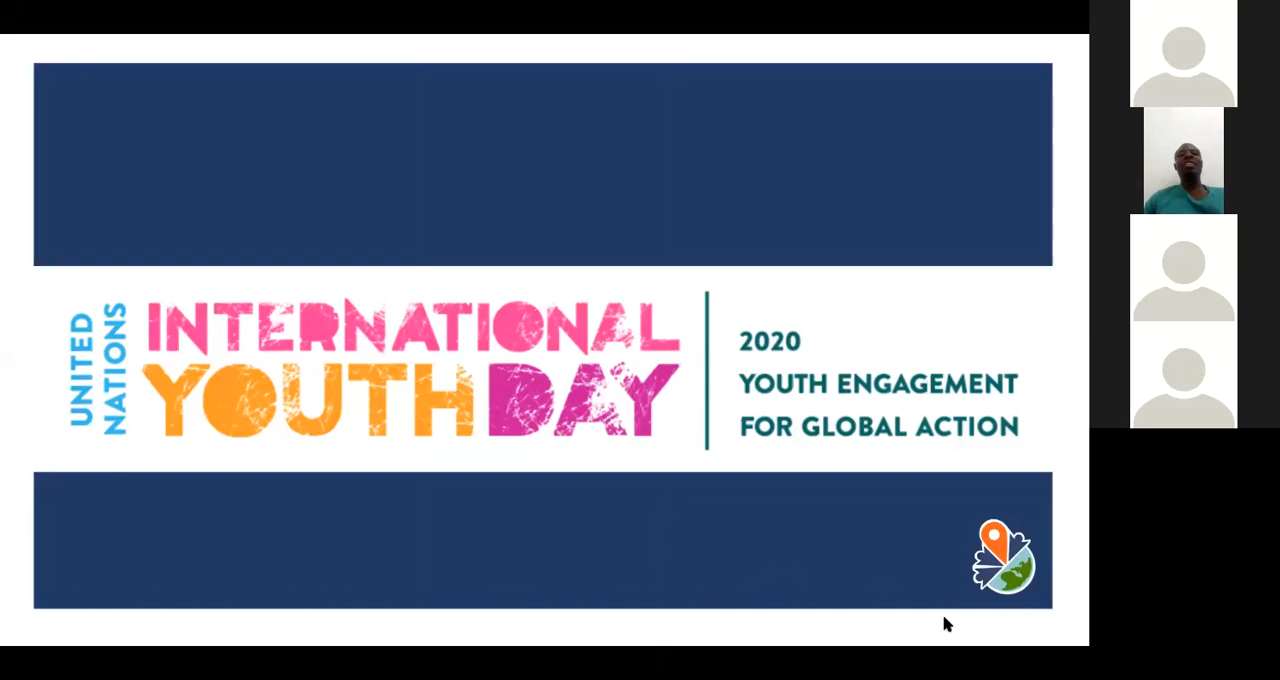 UNITED
NATIONS
INTERNATIONAL
YOUTH DAY
2020
YOUTH ENGAGEMENT
FOR GLOBAL ACTION